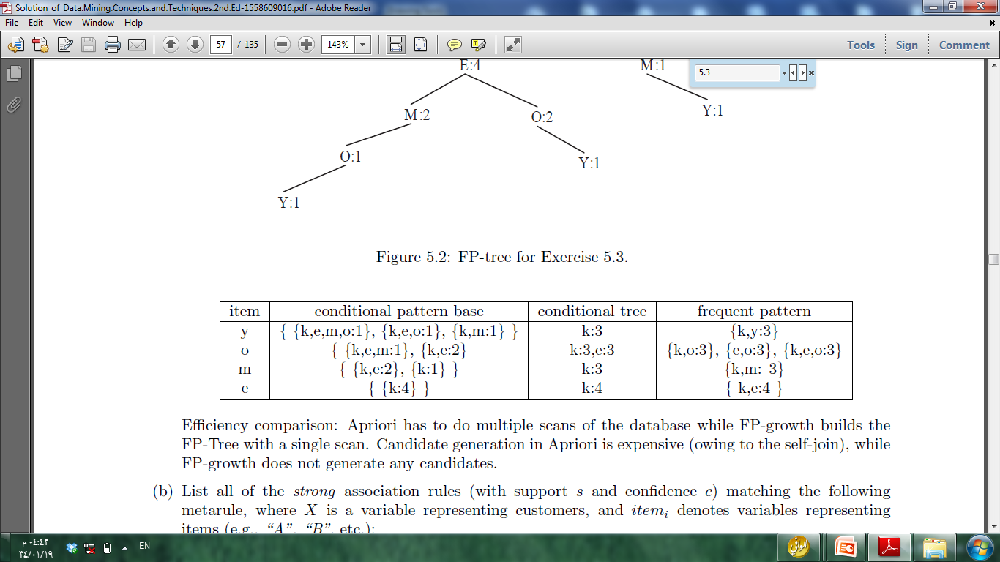 Solution_of_Data.Mining.Concepts.and.Techniques.2nd.Ed-1558609016.pdf - Adobe Reader
File Edit View Window Help
57 / 135 143% Tools Sign Comment
5.3
E:4 M:1
M:2 O:2 Y:1
O:1 Y:1
Y:1
Figure 5.2: FP-tree for Exercise 5.3.
item conditional pattern base conditional tree frequent pattern
y { {k,e,m,o:1}, {k,e,o:1}, {k,m:1} } k:3 {k,y:3}
o { {k,e,m:1}, {k,e:2} k:3,e:3 {k,o:3}, {e,o:3}, {k,e,o:3}
m { {k,e:2}, {k:1} } k:3 {k,m: 3}
e { {k:4} } k:4 { k,e:4 }
Efficiency comparison: Apriori has to do multiple scans of the database while FP-growth builds the
FP-Tree with a single scan. Candidate generation in Apriori is expensive (owing to the self-join), while
FP-growth does not generate any candidates.
(b) List all of the strong association rules (with support s and confidence c) matching the following
metarule, where X is a variable representing customers, and itemᵢ denotes variables representing
items (e.g., “A”, “B”, etc.):
EN
٠٤:٤٢ م
٣٤/٠١/١٩